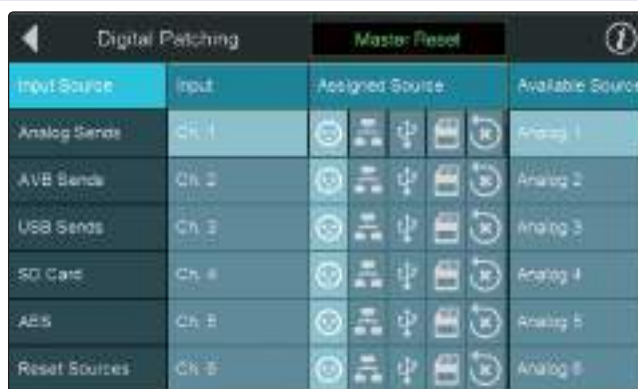 Digital Patching Master Reset
Input Source Input Assigned Source Available Source
Analog Sends Ch. 1 Analog 1
AVB Sends Ch. 2 Analog 2
USB Sends Ch. 3 Analog 3
SD Card Ch. 4 Analog 4
AES Ch. 5 Analog 5
Reset Sources Ch. 6 Analog 6